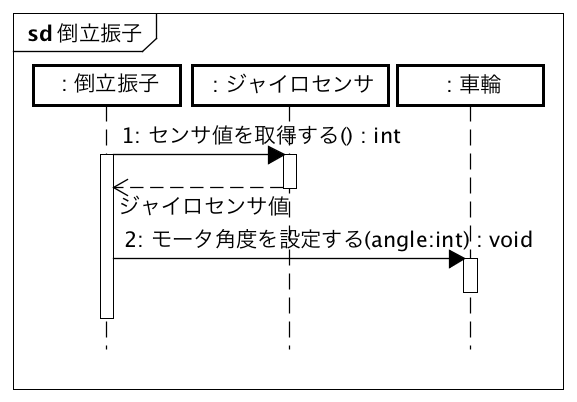 sd 倒立振子
: 倒立振子
: ジャイロセンサ
: 車輪
1: センサ値を取得する() : int
ジャイロセンサ値
2: モータ角度を設定する(angle:int) : void